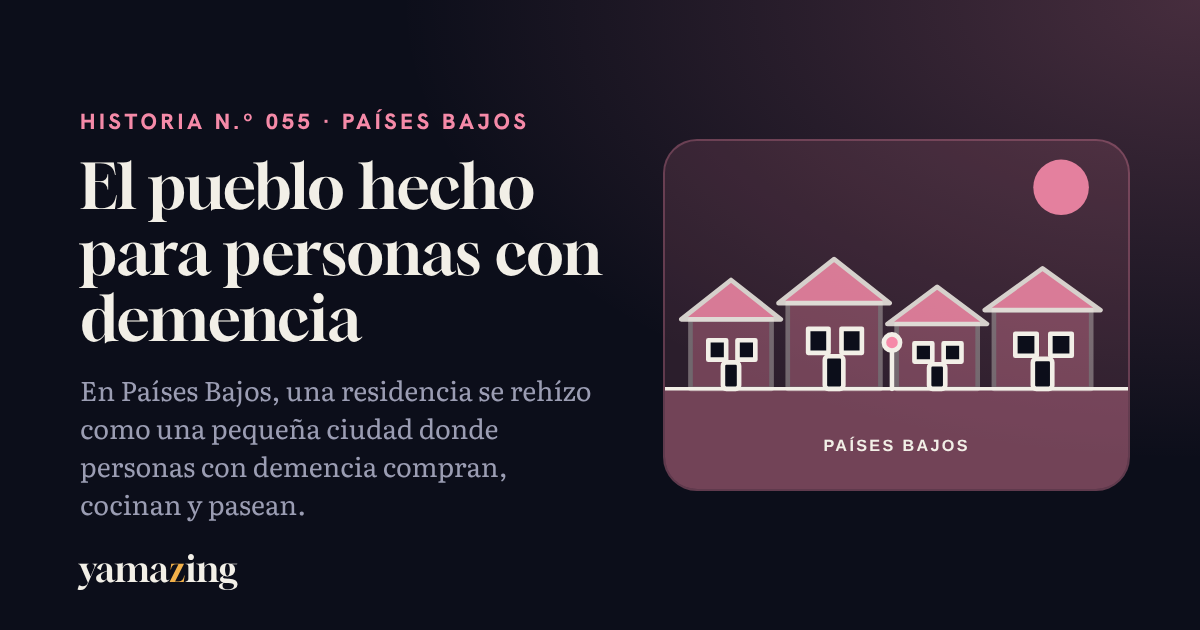 HISTORIA N.º 055 · PAÍSES BAJOS
El pueblo hecho
para personas con
demencia
En Países Bajos, una residencia se rehízo
como una pequeña ciudad donde
personas con demencia compran,
cocinan y pasean.
yamazing
PAÍSES BAJOS